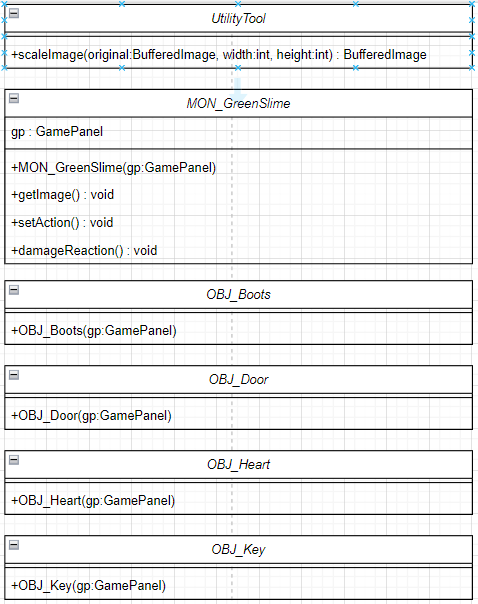 UtilityTool
+scaleImage(original:BufferedImage, width:int, height:int) : BufferedImage
MON_GreenSlime
gp : GamePanel
+MON_GreenSlime(gp:GamePanel)
+getImage() : void
+setAction() : void
+damageReaction() : void
OBJ_Boots
+OBJ_Boots(gp:GamePanel)
OBJ_Door
+OBJ_Door(gp:GamePanel)
OBJ_Heart
+OBJ_Heart(gp:GamePanel)
OBJ_Key
+OBJ_Key(gp:GamePanel)